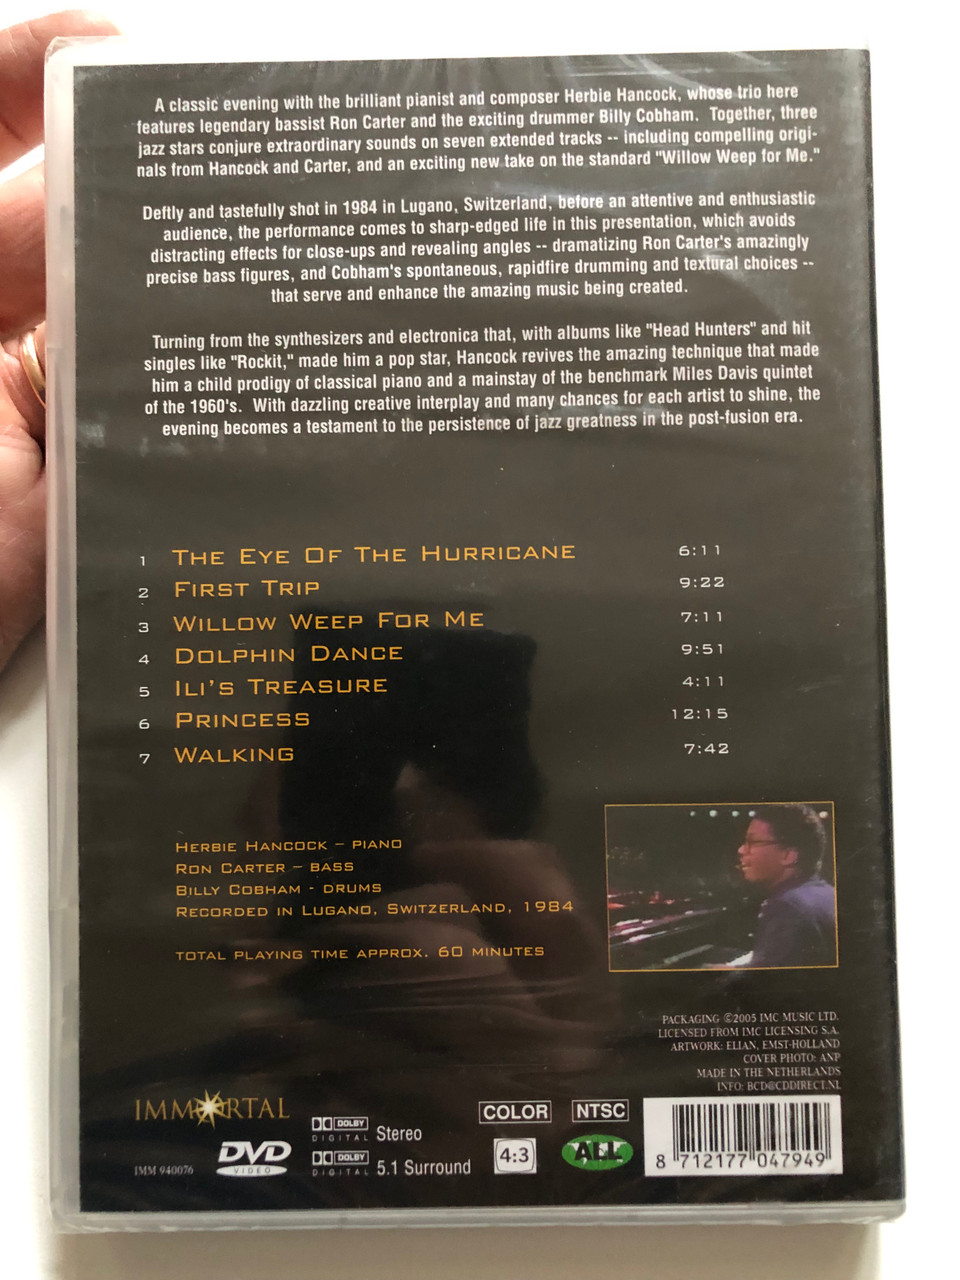 A classic evening with the brilliant pianist and composer Herbie Hancock, whose trio here
features legendary bassist Ron Carter and the exciting drummer Billy Cobham. Together, three
jazz stars conjure extraordinary sounds on seven extended tracks -- including compelling origi-
nals from Hancock and Carter, and an exciting new take on the standard "Willow Weep for Me."
Deftly and tastefully shot in 1984 in Lugano, Switzerland, before an attentive and enthusiastic
audience, the performance comes to sharp-edged life in this presentation, which avoids
distracting effects for close-ups and revealing angles -- dramatizing Ron Carter's amazingly
precise bass figures, and Cobham's spontaneous, rapidfire drumming and textural choices --
that serve and enhance the amazing music being created.
Turning from the synthesizers and electronica that, with albums like "Head Hunters" and hit
singles like "Rockit," made him a pop star, Hancock revives the amazing technique that made
him a child prodigy of classical piano and a mainstay of the benchmark Miles Davis quintet
of the 1960's. With dazzling creative interplay and many chances for each artist to shine, the
evening becomes a testament to the persistence of jazz greatness in the post-fusion era.
1 The Eye Of The Hurricane 6:11
2 First Trip 9:22
3 Willow Weep For Me 7:11
4 Dolphin Dance 9:51
5 Ili's Treasure 4:11
6 Princess 12:15
7 Walking 7:42
Herbie Hancock – piano
Ron Carter – bass
Billy Cobham - drums
Recorded in Lugano, Switzerland, 1984
total playing time approx. 60 minutes
PACKAGING ©2005 IMC MUSIC LTD.
LICENSED FROM IMC LICENSING S.A.
ARTWORK: ELIAN, EMST-HOLLAND
COVER PHOTO: ANP
MADE IN THE NETHERLANDS
INFO: BCD@CDDIRECT.NL
IMMORTAL
IMM 940076
DVD
VIDEO
DOLBY
DIGITAL Stereo
DOLBY
DIGITAL 5.1 Surround
COLOR NTSC
4:3 ALL
8 712177 047949